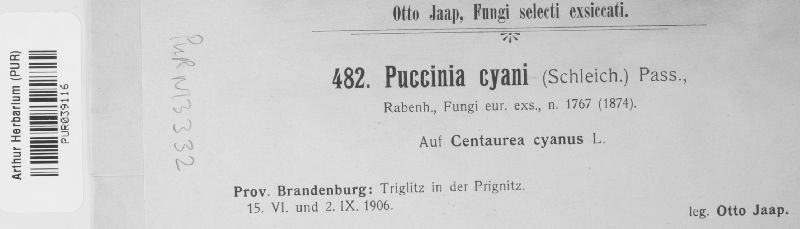 Arthur Herbarium (PUR)
PUR039116
PUR N13332
Otto Jaap, Fungi selecti exsiccati.
482. Puccinia cyani (Schleich.) Pass.,
Rabenh., Fungi eur. exs., n. 1767 (1874).
Auf Centaurea cyanus L.
Prov. Brandenburg: Triglitz in der Prignitz.
15. VI. und 2. IX. 1906.
leg. Otto Jaap.